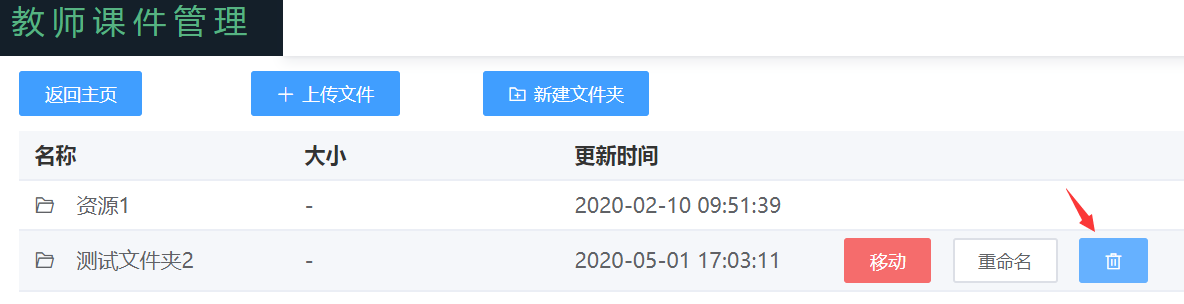 教师课件管理
返回主页 上传文件 新建文件夹
名称 大小 更新时间
资源1 - 2020-02-10 09:51:39
测试文件夹2 - 2020-05-01 17:03:11 移动 重命名